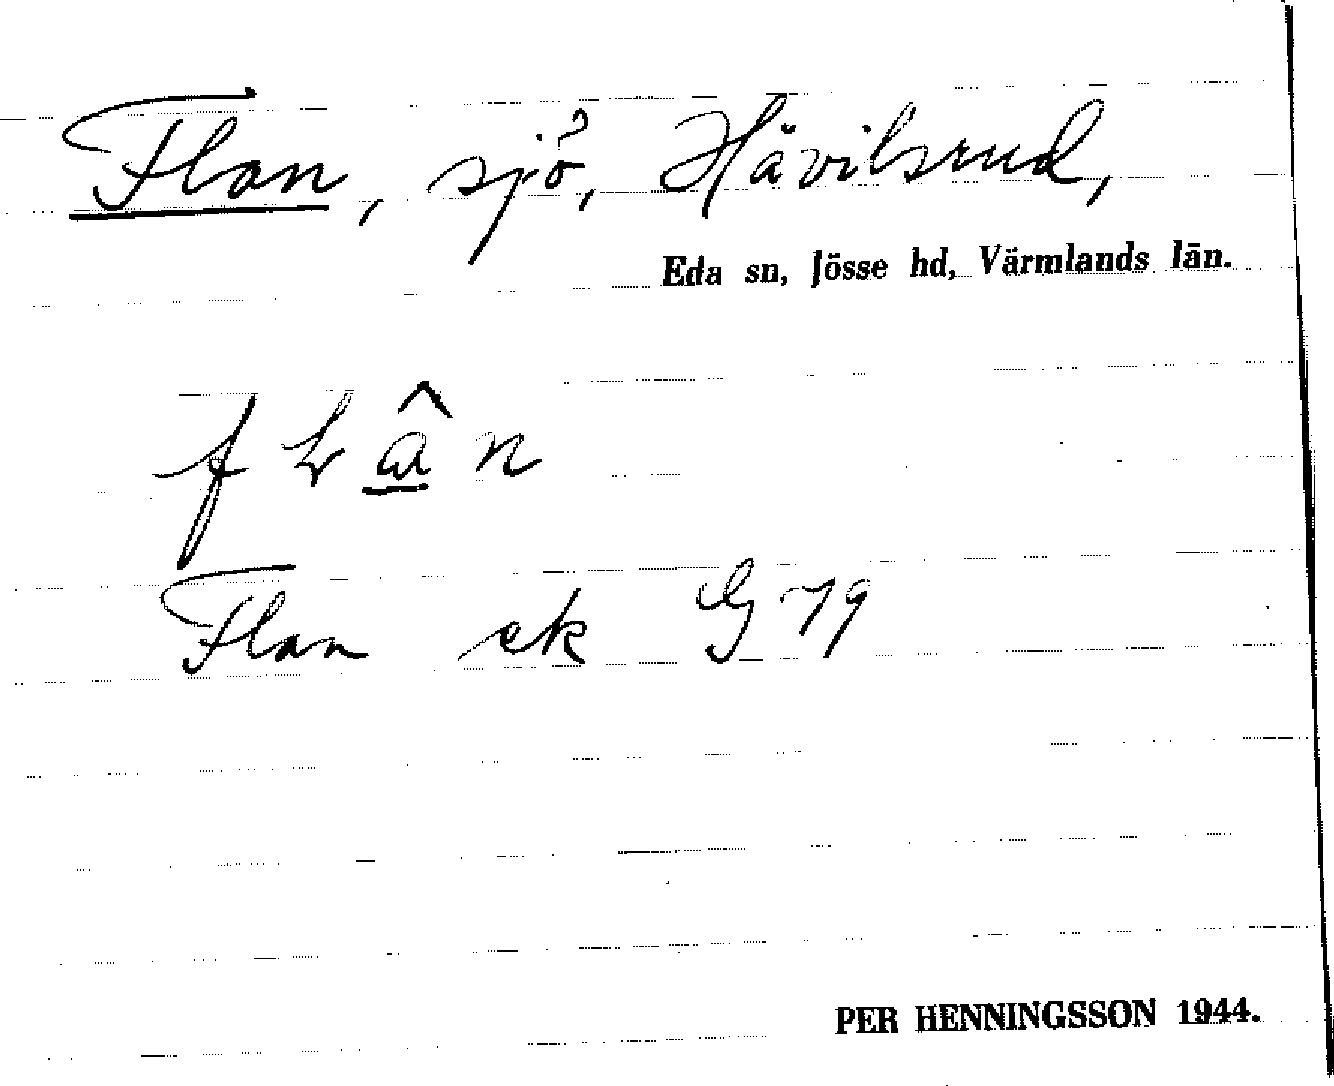 Flan, sjö, Hävilsrud,
Eda sn, Jösse hd, Värmlands län.
Flan ek G 79
PER HENNINGSSON 1944.